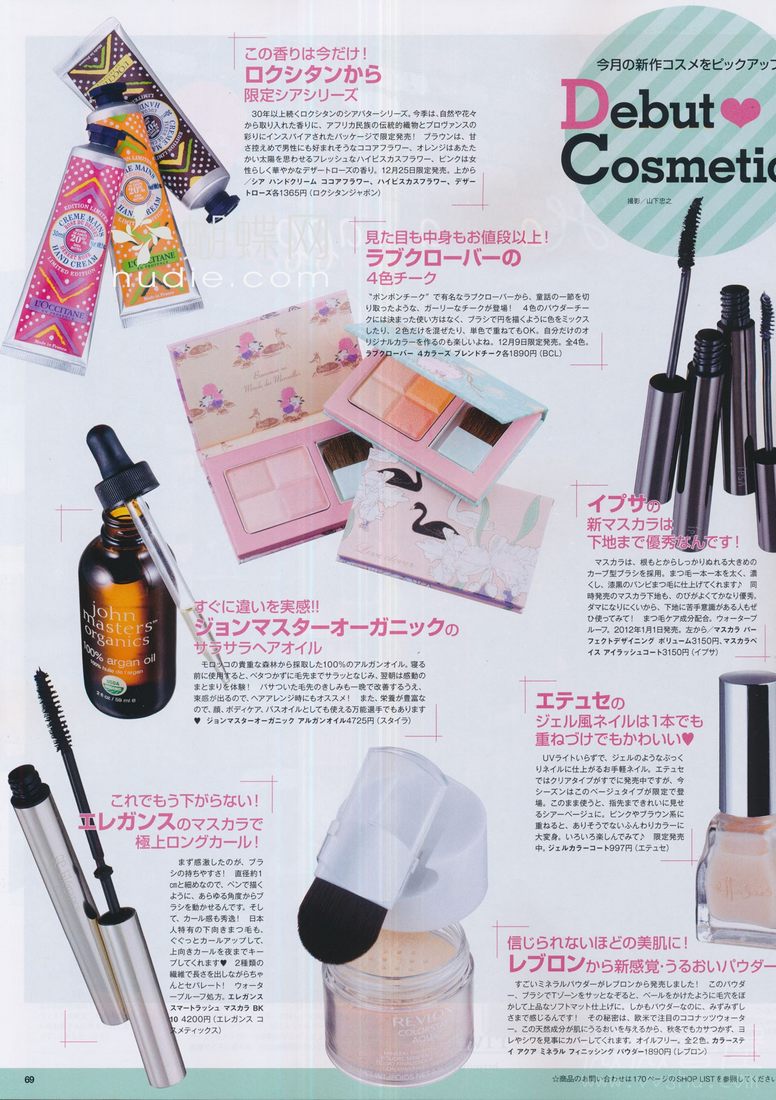 この香りは今だけ!
ロクシタンから
限定シアシリーズ
30年以上続くロクシタンのシアバターシリーズ。今季は、自然や花々
から取り入れた香りに、アフリカ民族の伝統的織物とプロヴァンスの
彩りにインスパイアされたパッケージで限定発売! ブラウンは、甘
さ控えめで男性にも好まれそうなココアフラワー、オレンジはあたた
かい太陽を思わせるフレッシュなハイビスカスフラワー、ピンクは女
性らしく華やかなデザートローズの香り。12月25日限定発売。上から
/シア ハンドクリーム ココアフラワー、ハイビスカスフラワー、デザー
トローズ各1365円(ロクシタンジャポン)
今月の新作コスメをピックアップ
Debut♥
Cosmetic
撮影/山下忠之
CREME MAINS
HAND CREAM
LIMITED EDITION
L'OCCITANE
EN PROVENCE
Made in France
nudie.com
見た目も中身もお値段以上!
ラブクローバーの
4色チーク
"ボンボンチーク"で有名なラブクローバーから、童話の一節を切
り取ったような、ガーリーなチークが登場! 4色のパウダーチー
クには決まった使い方はなく、ブラシで円を描くように色をミックス
したり、2色だけを混ぜたり、単色で重ねてもOK。自分だけのオ
リジナルカラーを作るのも楽しいよね。12月9日限定発売。全4色。
ラブクローバー 4カラーズ ブレンドチーク各1890円(BCL)
Love clover
イプサの
新マスカラは
下地まで優秀なんです!
マスカラは、根もとからしっかりぬれる大きめの
カーブ型ブラシを採用。まつ毛一本一本を太く、濃
くし、漆黒のバンビまつ毛に仕上げてくれます♪ 同
時発売のマスカラ下地も、のびがよくてかなり優秀。
ダマになりにくいから、下地に苦手意識がある人もぜ
ひ使ってみて! まつ毛ケア成分配合。ウォータープ
ルーフ。2012年1月1日発売。左から/マスカラ パー
フェクトデザイニング ボリューム3150円、マスカラベ
イス アイラッシュコート3150円(イプサ)
john
masters
organics
100% argan oil
100% huile de l'argan
USDA
ORGANIC
2 fl oz / 59 ml e
すぐに違いを実感!!
ジョンマスターオーガニックの
サラサラヘアオイル
モロッコの貴重な森林から採取した100%のアルガンオイル。寝る
前に使用すると、ベタつかずに毛先までサラッとなじみ、翌朝は感動の
まとまりを体験! パサついた毛先のきしみも一晩で改善するうえ、
束感が出るので、ヘアアレンジ時にもオススメ! また、栄養が豊富な
ので、顔、ボディケア、バスオイルとしても使える万能選手でもあります
♥ ジョンマスターオーガニック アルガンオイル4725円(スタイラ)
エテュセの
ジェル風ネイルは1本でも
重ねづけでもかわいい♥
UVライトいらずで、ジェルのようなぷっく
りネイルに仕上がるお手軽ネイル。エテュセ
ではクリアタイプがすでに発売中ですが、今
シーズンはこのベージュタイプが限定で登
場。このまま使うと、指先まできれいに見せ
るシアーベージュに。ピンクやブラウン系に
重ねると、ありそうでないふんわりカラーに
大変身。いろいろ楽しんでみて♪ 限定発売
中。ジェルカラーコート997円(エテュセ)
これでもう下がらない!
エレガンスのマスカラで
極上ロングカール!
まず感激したのが、ブラ
シの持ちやすさ! 直径約1
cmと細めなので、ペンで描く
ように、あらゆる角度からブ
ラシを動かせるんです。そし
て、カール感も秀逸! 日本
人特有の下向きまつ毛も、
ぐぐっとカールアップして、
上向きカールを夜までキー
プしてくれます♥ 2種類の
繊維で長さを出しながらちゃ
んとセパレート! ウォータ
ープルーフ処方。エレガンス
スマートラッシュ マスカラ BK
10 4200円(エレガンス コ
スメティックス)
REVLON
信じられないほどの美肌に!
レブロンから新感覚・うるおいパウダー
すごいミネラルパウダーがレブロンから発売しました! このパウダ
ー、ブラシでTゾーンをサッとなぞると、ベールをかけたように毛穴をぼ
かして上品なソフトマット仕上げに。しかもパウダーなのに、みずみずし
さまで感じるんです! その秘密は、欧米で注目のココナッツウォータ
ー。この天然成分が肌にうるおいを与えるから、秋冬でもカサつかず、ヨ
レやシワを見事にカバーしてくれます。オイルフリー。全2色。カラーステ
イ アクア ミネラル フィニッシング パウダー1890円(レブロン)
69
☆商品のお問い合わせは170ページのSHOP LISTを参照してください